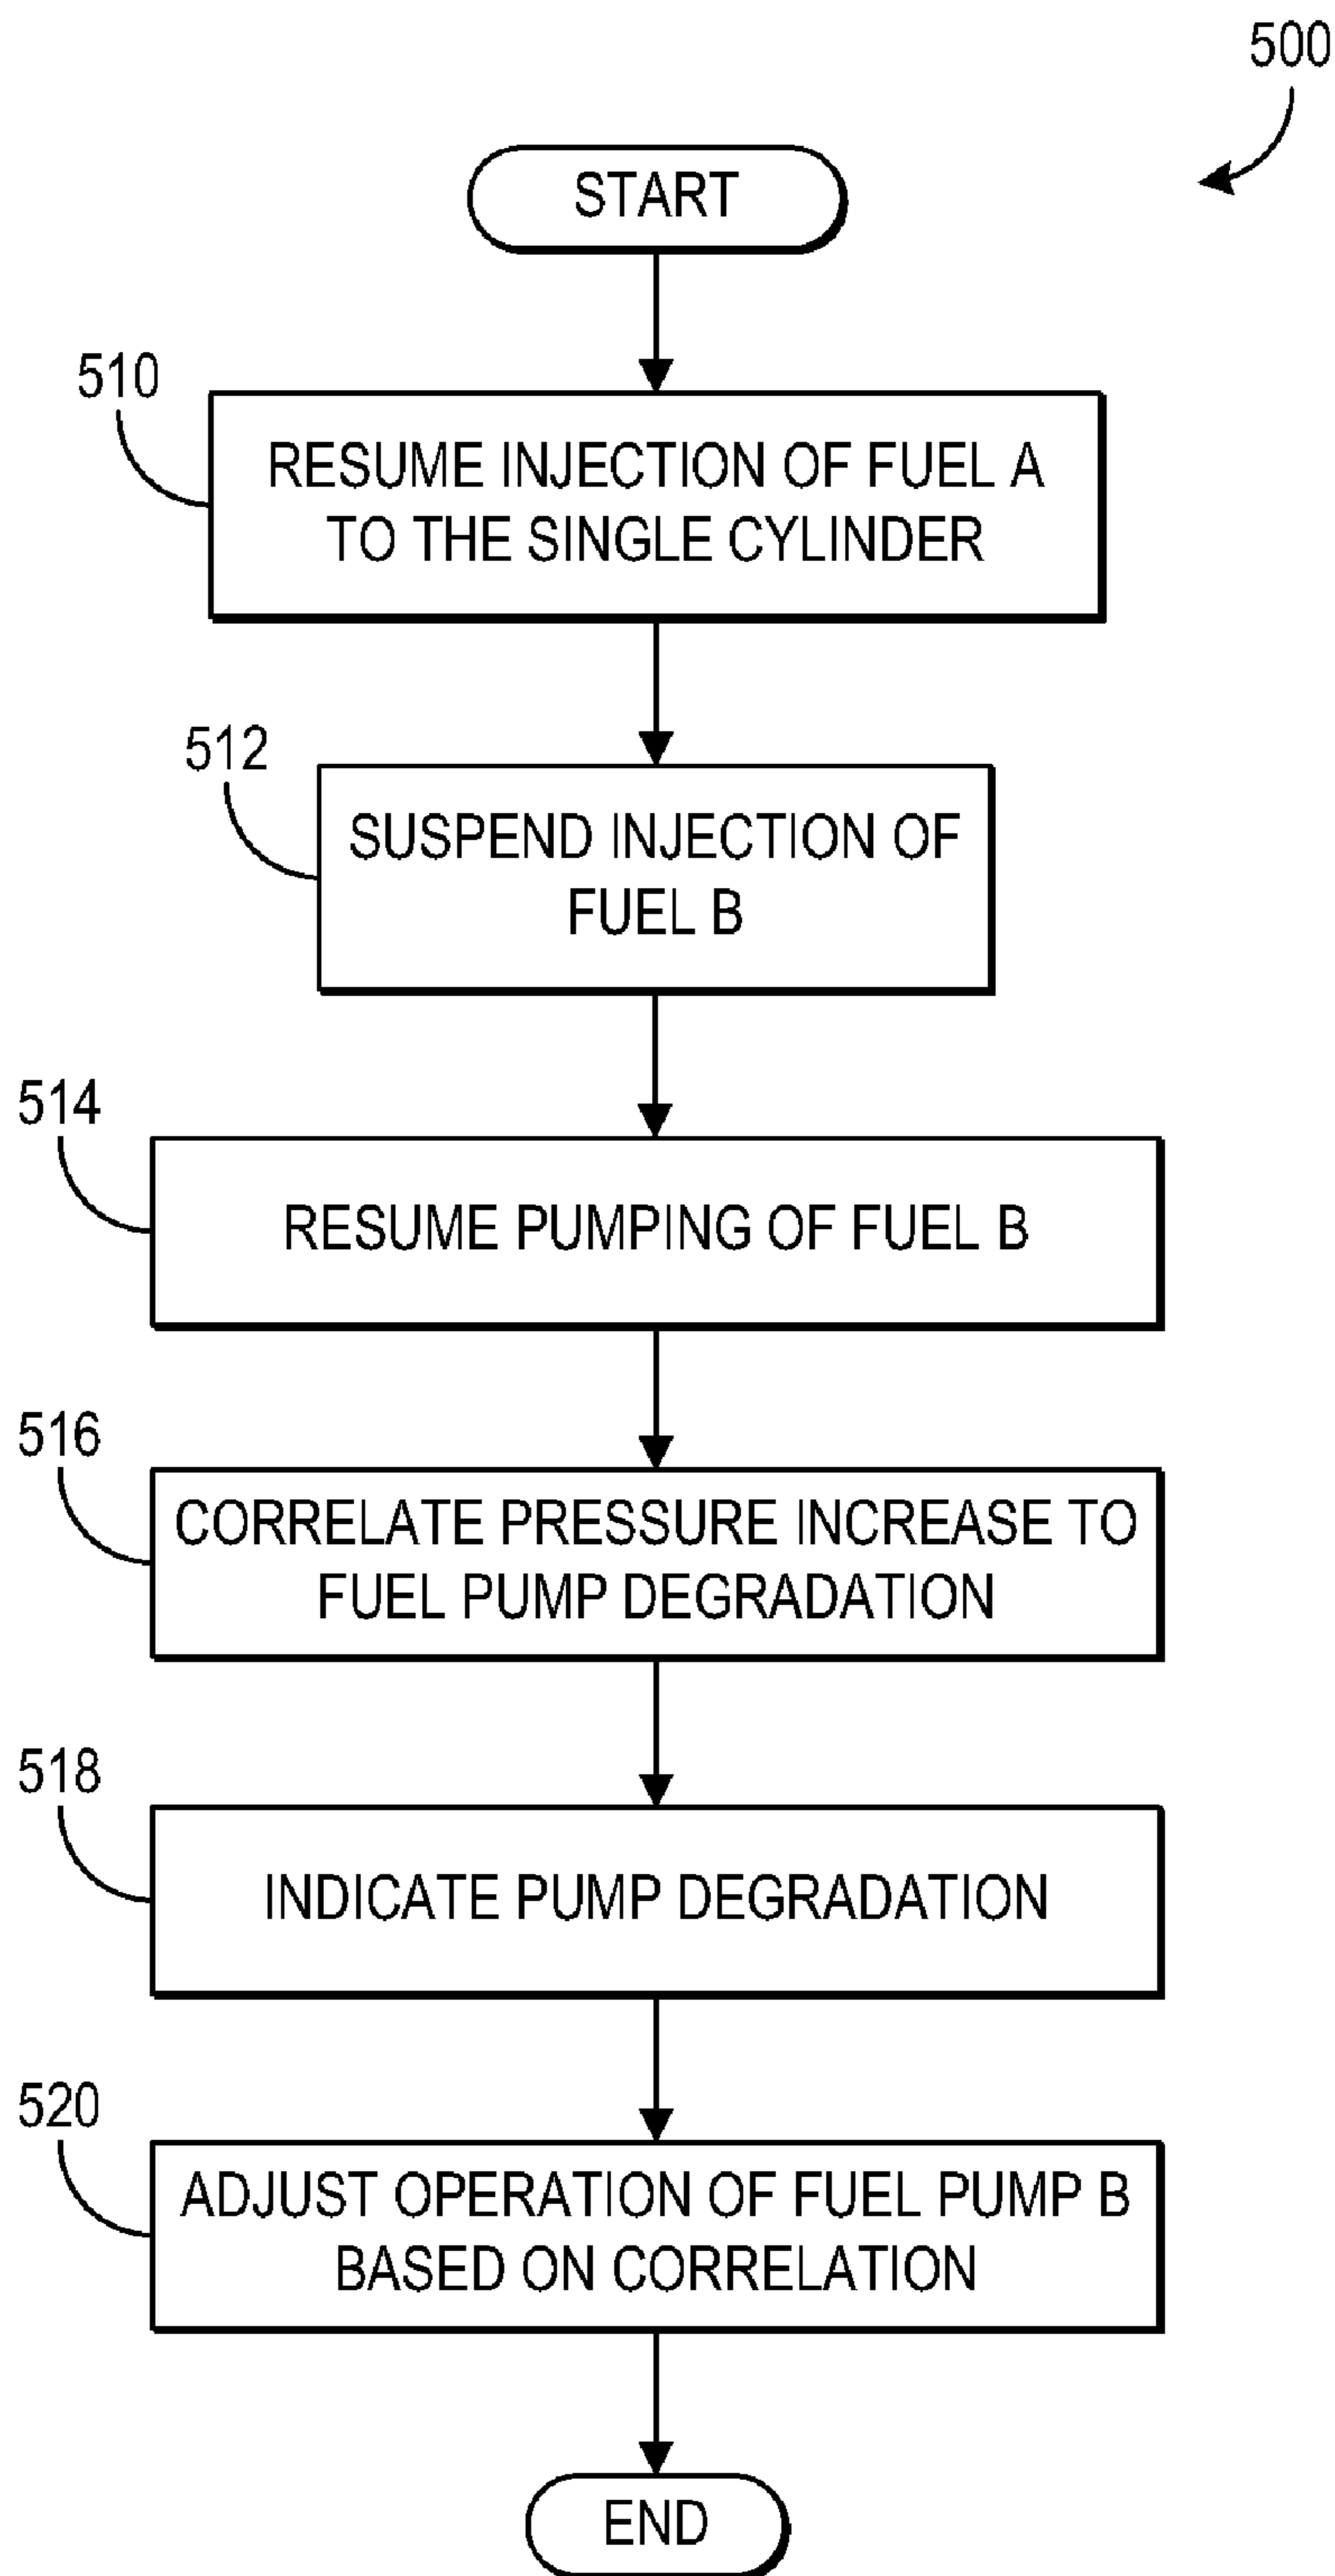 500
START
510
RESUME INJECTION OF FUEL A
TO THE SINGLE CYLINDER
512
SUSPEND INJECTION OF
FUEL B
514
RESUME PUMPING OF FUEL B
516
CORRELATE PRESSURE INCREASE TO
FUEL PUMP DEGRADATION
518
INDICATE PUMP DEGRADATION
520
ADJUST OPERATION OF FUEL PUMP B
BASED ON CORRELATION
END